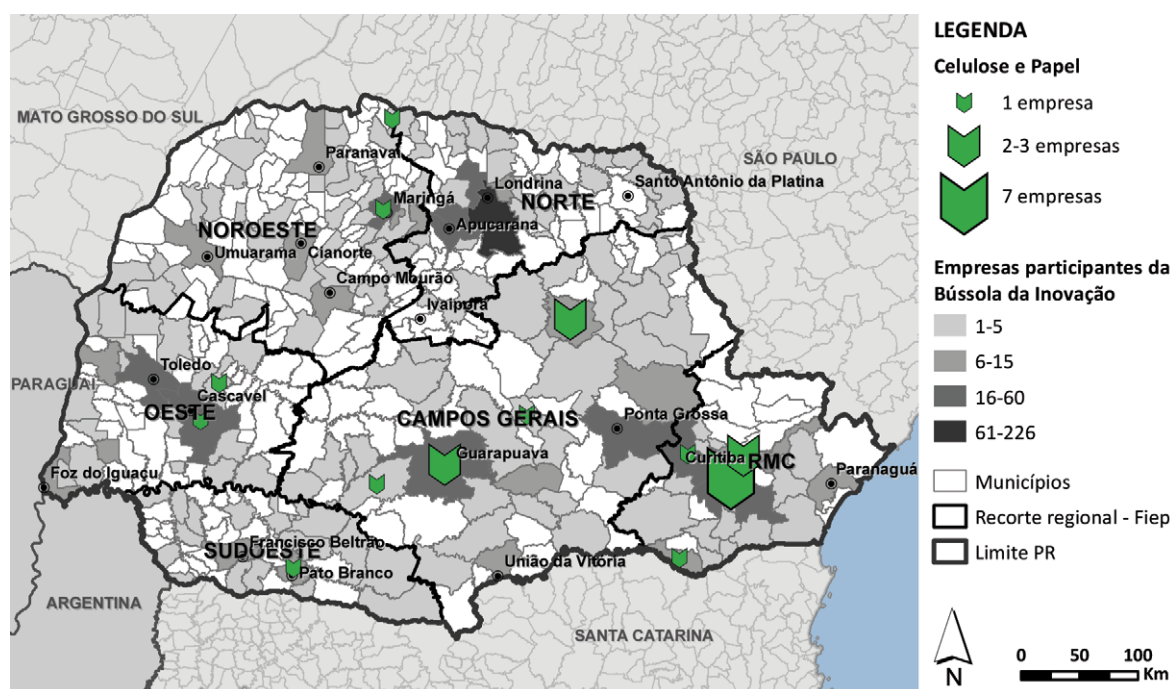 MATO GROSSO DO SUL
SÃO PAULO
Paranavaí
Londrina
Santo Antônio da Platina
Maringá
NORTE
Apucarana
NOROESTE
Umuarama
Cianorte
Campo Mourão
Ivaiporã
Toledo
PARAGUAI
Cascavel
OESTE
CAMPOS GERAIS
Ponta Grossa
Guarapuava
Curitiba
RMC
Paranaguá
Foz do Iguaçu
Francisco Beltrão
SUDOESTE
Pato Branco
União da Vitória
ARGENTINA
SANTA CATARINA
LEGENDA
Celulose e Papel
1 empresa
2-3 empresas
7 empresas
Empresas participantes da
Bússola da Inovação
1-5
6-15
16-60
61-226
Municípios
Recorte regional - Fiep
Limite PR
N
0 50 100
Km